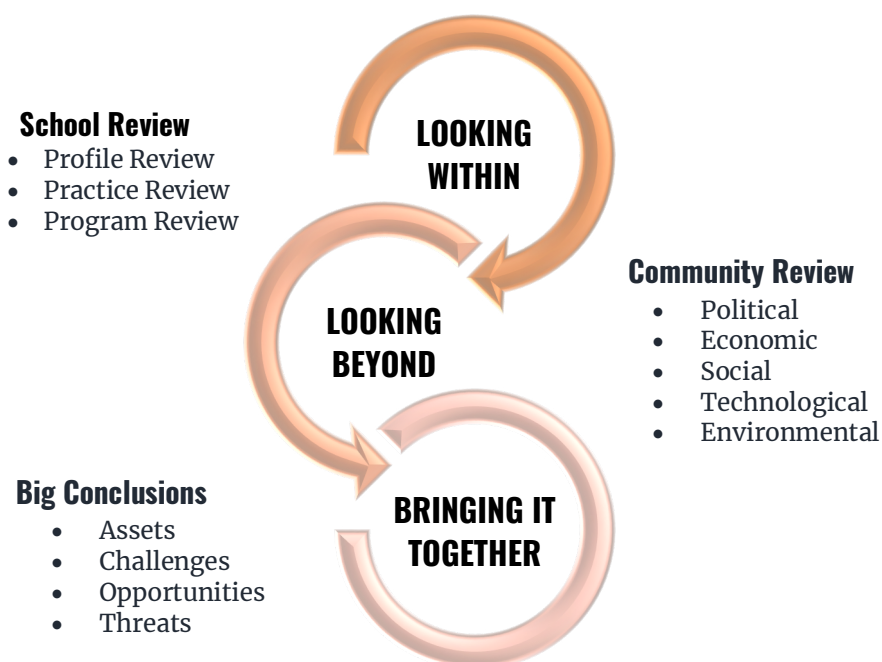 LOOKING
WITHIN
School Review
• Profile Review
• Practice Review
• Program Review
LOOKING
BEYOND
Community Review
• Political
• Economic
• Social
• Technological
• Environmental
BRINGING IT
TOGETHER
Big Conclusions
• Assets
• Challenges
• Opportunities
• Threats